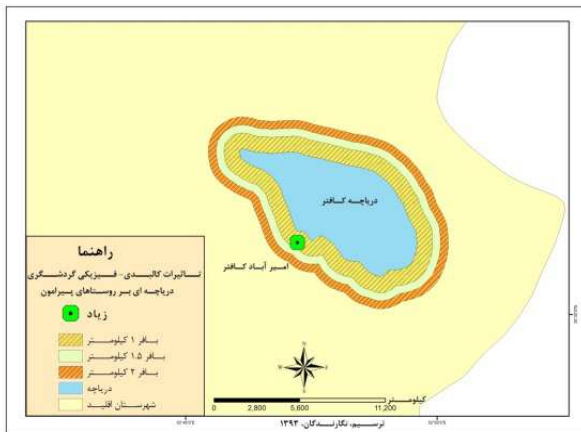 دریاچه کافتر
امیر آباد کافتر
راهنما
تاثیرات کالبدی - فیزیکی گردشگری
دریاچه ای بر روستاهای پیرامون
زیاد
بافر ۱ کیلومتر
بافر ۱.۵ کیلومتر
بافر ۲ کیلومتر
دریاچه
شهرستان اقلید
N
W
E
S
کیلومتر
0 2,800 5,600 11,200
ترسیم، نگارندگان، ۱۳۹۳